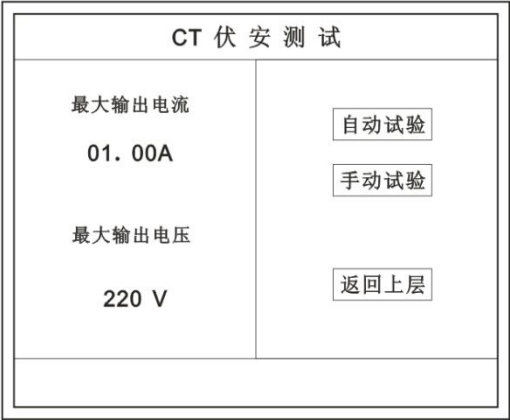 CT 伏安测试
最大输出电流
01. 00A
最大输出电压
220 V
自动试验
手动试验
返回上层